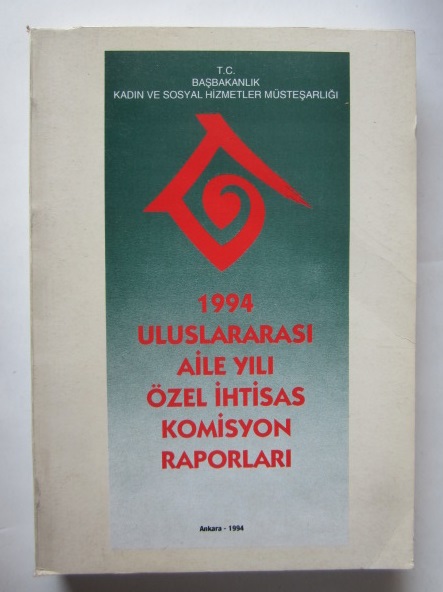 T.C.
BAŞBAKANLIK
KADIN VE SOSYAL HİZMETLER MÜSTEŞARLIĞI
1994
ULUSLARARASI
AİLE YILI
ÖZEL İHTİSAS
KOMİSYON
RAPORLARI
Ankara - 1994